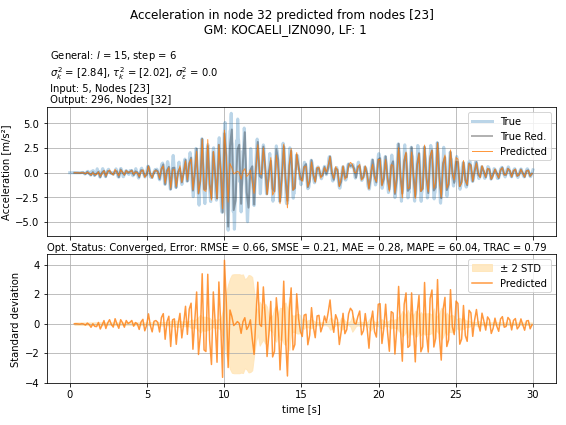 Acceleration in node 32 predicted from nodes [23]
GM: KOCAELI_IZN090, LF: 1
General: l = 15, step = 6
σ²ₖ = [2.84], τ²ₖ = [2.02], σ²ε = 0.0
Input: 5, Nodes [23]
Output: 296, Nodes [32]
Acceleration [m/s²]
5.0
2.5
0.0
−2.5
−5.0
True
True Red.
Predicted
Opt. Status: Converged, Error: RMSE = 0.66, SMSE = 0.21, MAE = 0.28, MAPE = 60.04, TRAC = 0.79
Standard deviation
4
2
0
−2
−4
± 2 STD
Predicted
0 5 10 15 20 25 30
time [s]